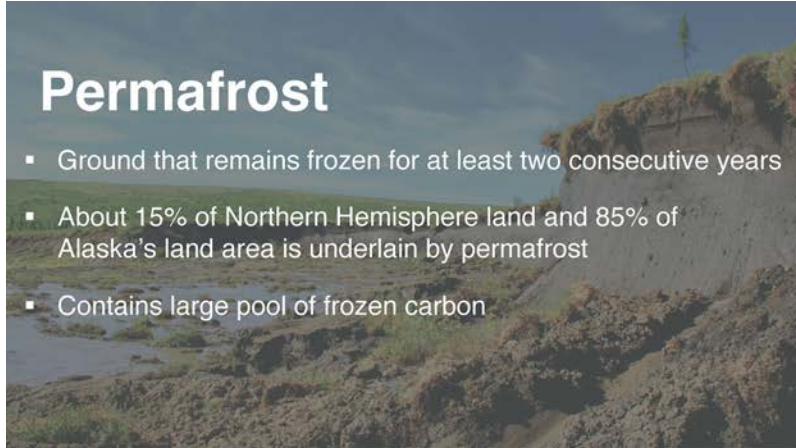 Permafrost
▪ Ground that remains frozen for at least two consecutive years
▪ About 15% of Northern Hemisphere land and 85% of
Alaska's land area is underlain by permafrost
▪ Contains large pool of frozen carbon